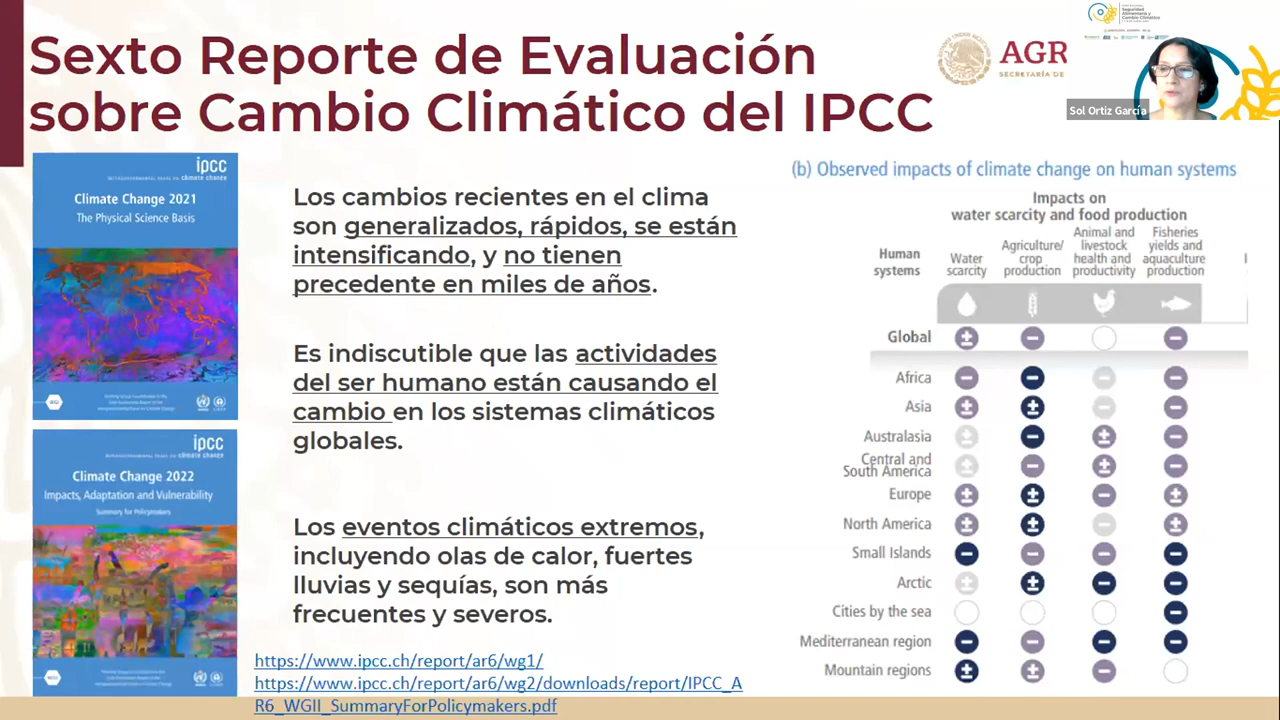 Sexto Reporte de Evaluación
sobre Cambio Climático del IPCC
Seguridad
Alimentaria y
Cambio Climático
AGR
SECRETARÍA DE
Sol Ortiz García
ipcc
climate change
Climate Change 2021
The Physical Science Basis
ipcc
climate change
Climate Change 2022
Impacts, Adaptation and Vulnerability
Summary for Policymakers
Los cambios recientes en el clima
son generalizados, rápidos, se están
intensificando, y no tienen
precedente en miles de años.
Es indiscutible que las actividades
del ser humano están causando el
cambio en los sistemas climáticos
globales.
Los eventos climáticos extremos,
incluyendo olas de calor, fuertes
lluvias y sequías, son más
frecuentes y severos.
https://www.ipcc.ch/report/ar6/wg1/
https://www.ipcc.ch/report/ar6/wg2/downloads/report/IPCC_A
R6_WGII_SummaryForPolicymakers.pdf
(b) Observed impacts of climate change on human systems
Impacts on
water scarcity and food production
Human
systems
Water
scarcity
Agriculture/
crop
production
Animal and
livestock
health and
productivity
Fisheries
yields and
aquaculture
production
Global ± − −
Africa − − − −
Asia ± ± − −
Australasia ± − ± −
Central and
South America ± − ± −
Europe ± ± − ±
North America ± ± − ±
Small Islands − − − −
Arctic ± ± − −
Cities by the sea −
Mediterranean region − − − −
Mountain regions ± ± −